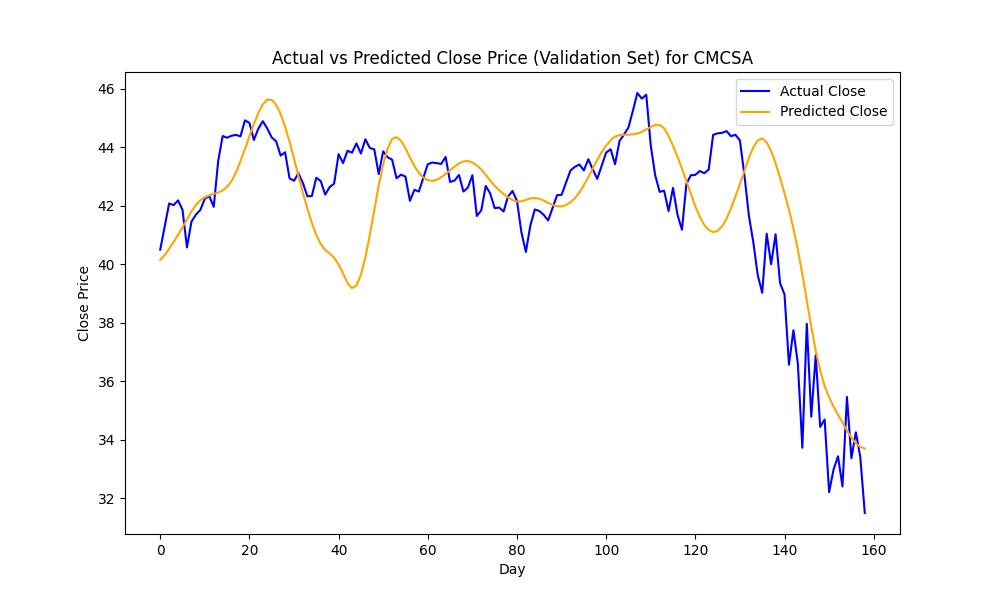 Actual vs Predicted Close Price (Validation Set) for CMCSA
Actual Close
Predicted Close
Close Price
46
44
42
40
38
36
34
32
0 20 40 60 80 100 120 140 160
Day